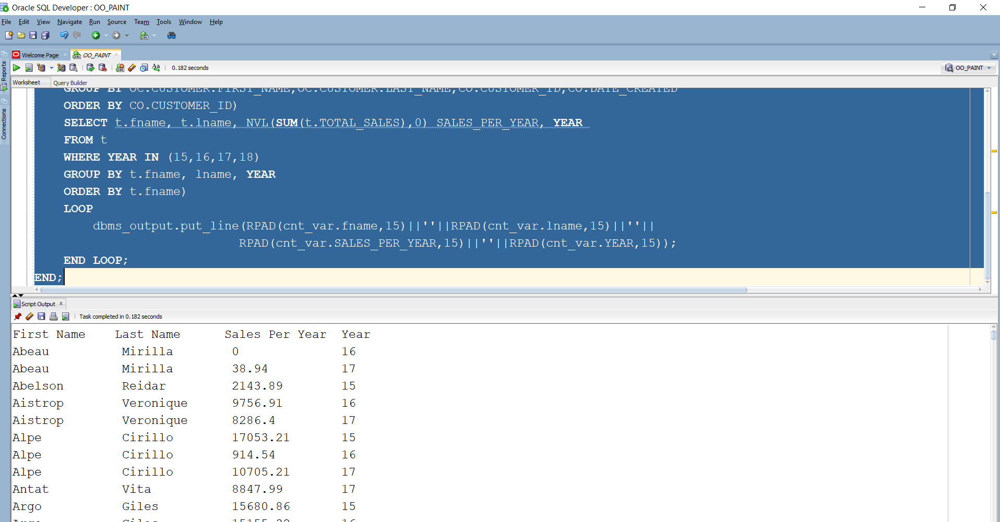 Oracle SQL Developer : OO_PAINT
File Edit View Navigate Run Source Team Tools Window Help
Welcome Page OO_PAINT
0.182 seconds
OO_PAINT
Reports
Connections
Worksheet Query Builder
GROUP BY OC.CUSTOMER.FIRST_NAME,OC.CUSTOMER.LAST_NAME,CO.CUSTOMER_ID,CO.DATE_CREATED
ORDER BY CO.CUSTOMER_ID)
SELECT t.fname, t.lname, NVL(SUM(t.TOTAL_SALES),0) SALES_PER_YEAR, YEAR
FROM t
WHERE YEAR IN (15,16,17,18)
GROUP BY t.fname, lname, YEAR
ORDER BY t.fname)
LOOP
dbms_output.put_line(RPAD(cnt_var.fname,15)||''||RPAD(cnt_var.lname,15)||''||
RPAD(cnt_var.SALES_PER_YEAR,15)||''||RPAD(cnt_var.YEAR,15));
END LOOP;
END;
Script Output
Task completed in 0.182 seconds
First Name Last Name Sales Per Year Year
Abeau Mirilla 0 16
Abeau Mirilla 38.94 17
Abelson Reidar 2143.89 15
Aistrop Veronique 9756.91 16
Aistrop Veronique 8286.4 17
Alpe Cirillo 17053.21 15
Alpe Cirillo 914.54 16
Alpe Cirillo 10705.21 17
Antat Vita 8847.99 17
Argo Giles 15680.86 15